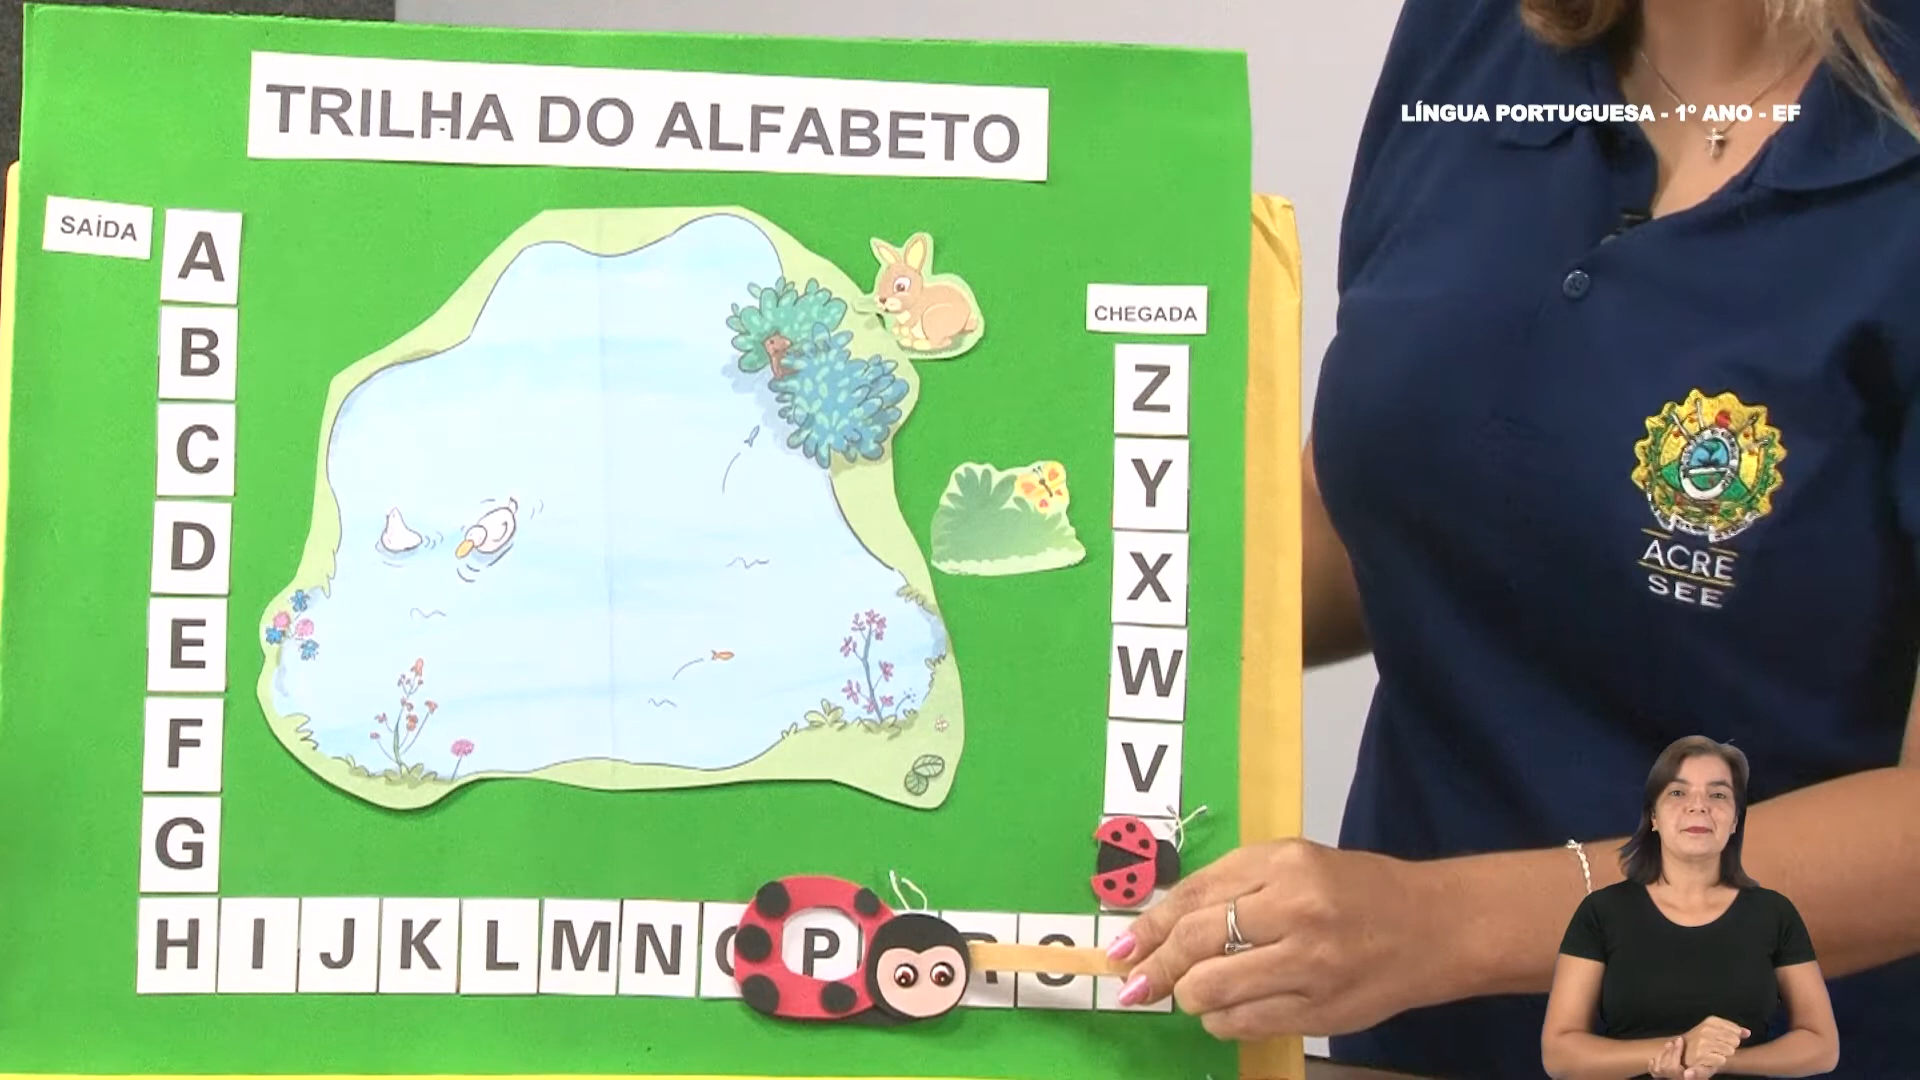 TRILHA DO ALFABETO
LÍNGUA PORTUGUESA - 1º ANO - EF
SAÍDA
A
B
C
D
E
F
G
H I J K L M N O P R S
CHEGADA
Z
Y
X
W
V
ACRE
SEE